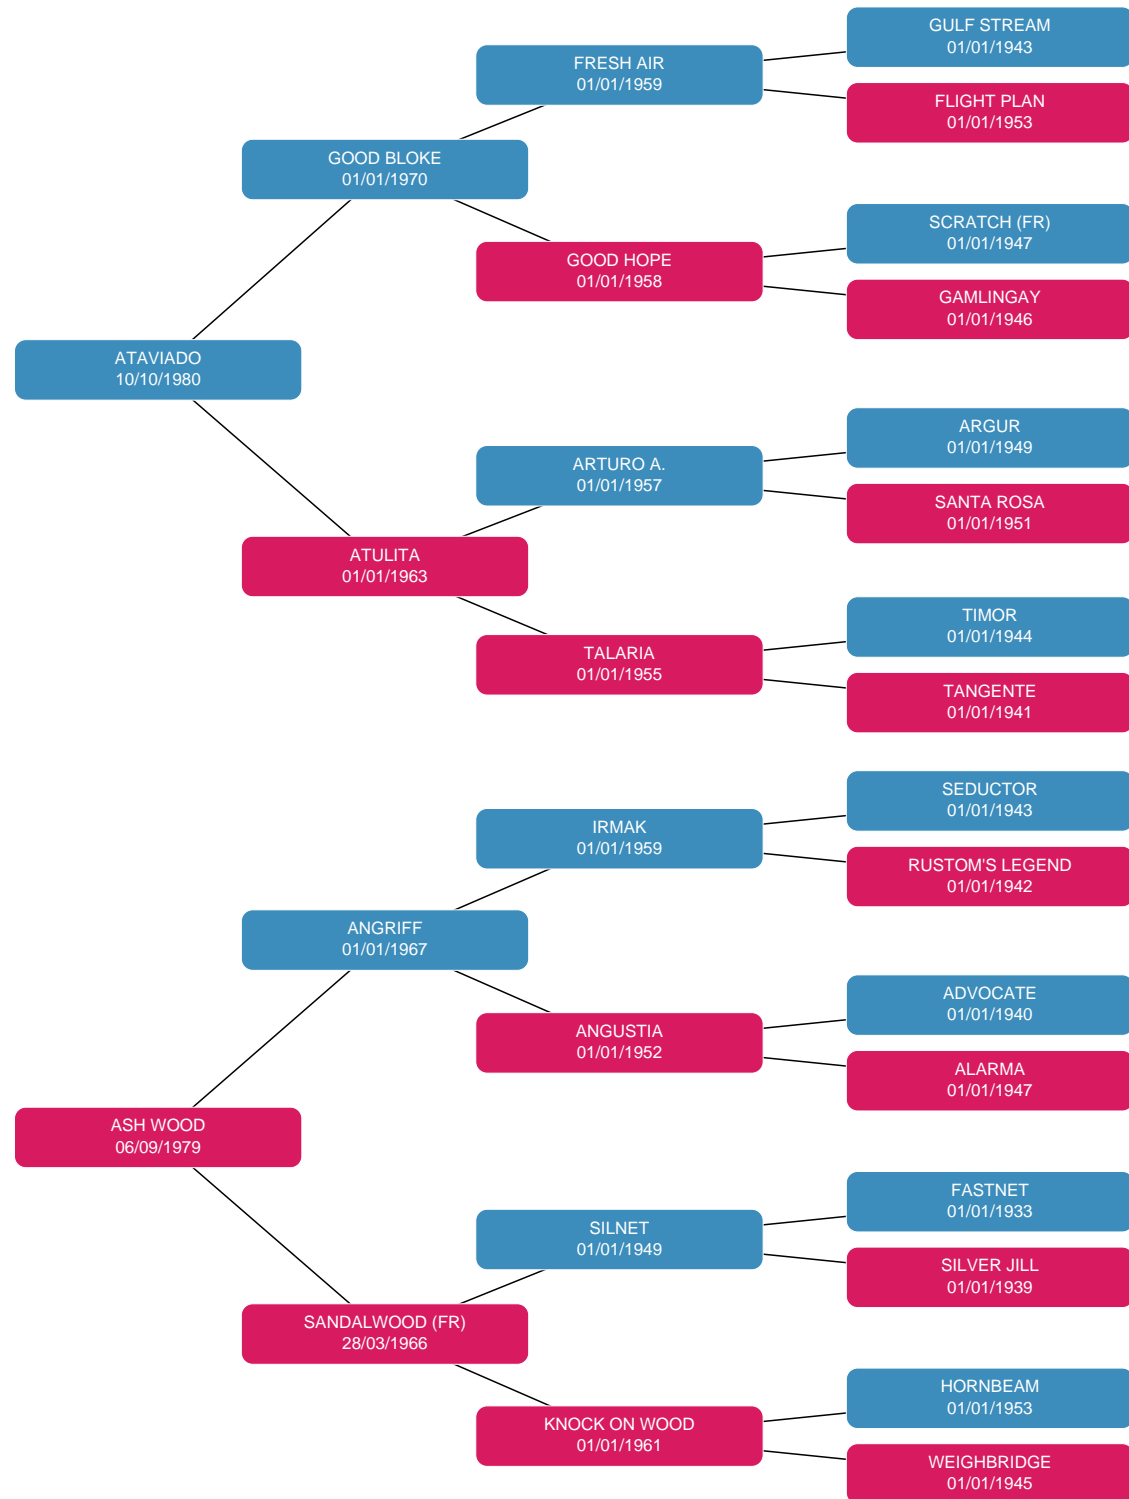 GULF STREAM
01/01/1943
FRESH AIR
01/01/1959
FLIGHT PLAN
01/01/1953
GOOD BLOKE
01/01/1970
SCRATCH (FR)
01/01/1947
GOOD HOPE
01/01/1958
GAMLINGAY
01/01/1946
ATAVIADO
10/10/1980
ARGUR
01/01/1949
ARTURO A.
01/01/1957
SANTA ROSA
01/01/1951
ATULITA
01/01/1963
TIMOR
01/01/1944
TALARIA
01/01/1955
TANGENTE
01/01/1941
SEDUCTOR
01/01/1943
IRMAK
01/01/1959
RUSTOM'S LEGEND
01/01/1942
ANGRIFF
01/01/1967
ADVOCATE
01/01/1940
ANGUSTIA
01/01/1952
ALARMA
01/01/1947
ASH WOOD
06/09/1979
FASTNET
01/01/1933
SILNET
01/01/1949
SILVER JILL
01/01/1939
SANDALWOOD (FR)
28/03/1966
HORNBEAM
01/01/1953
KNOCK ON WOOD
01/01/1961
WEIGHBRIDGE
01/01/1945